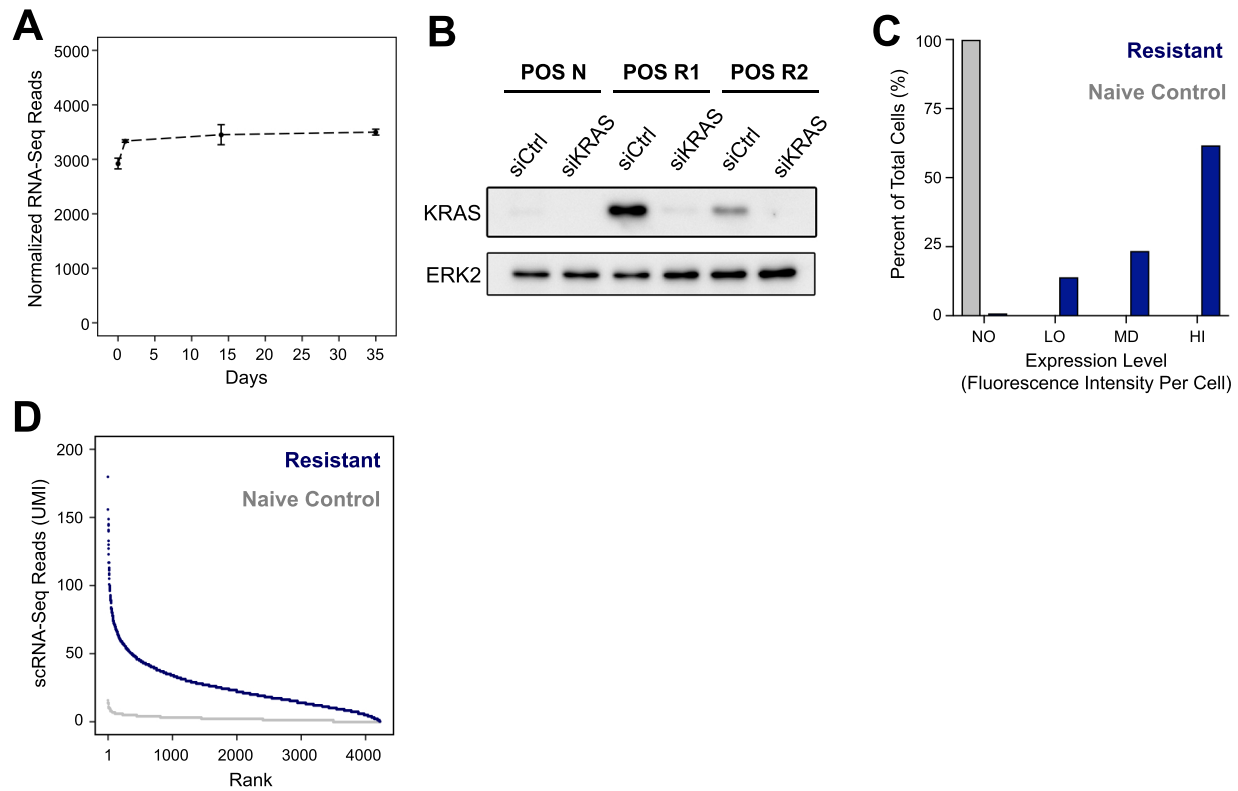 A
5000
4000
3000
2000
1000
0
Normalized RNA-Seq Reads
0 5 10 15 20 25 30 35
Days
B
POS N POS R1 POS R2
siCtrl siKRAS siCtrl siKRAS siCtrl siKRAS
KRAS
ERK2
C
Resistant
Naive Control
100
75
50
25
0
Percent of Total Cells (%)
NO LO MD HI
Expression Level
(Fluorescence Intensity Per Cell)
D
Resistant
Naive Control
200
150
100
50
0
scRNA-Seq Reads (UMI)
1 1000 2000 3000 4000
Rank